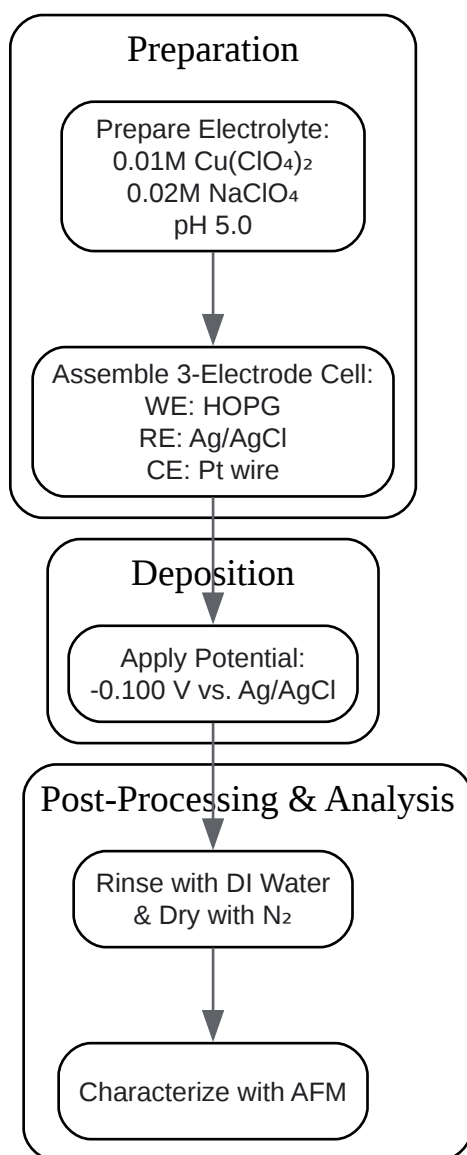 Preparation
Prepare Electrolyte:
0.01M Cu(ClO₄)₂
0.02M NaClO₄
pH 5.0
Assemble 3-Electrode Cell:
WE: HOPG
RE: Ag/AgCl
CE: Pt wire
Deposition
Apply Potential:
-0.100 V vs. Ag/AgCl
Post-Processing & Analysis
Rinse with DI Water
& Dry with N₂
Characterize with AFM